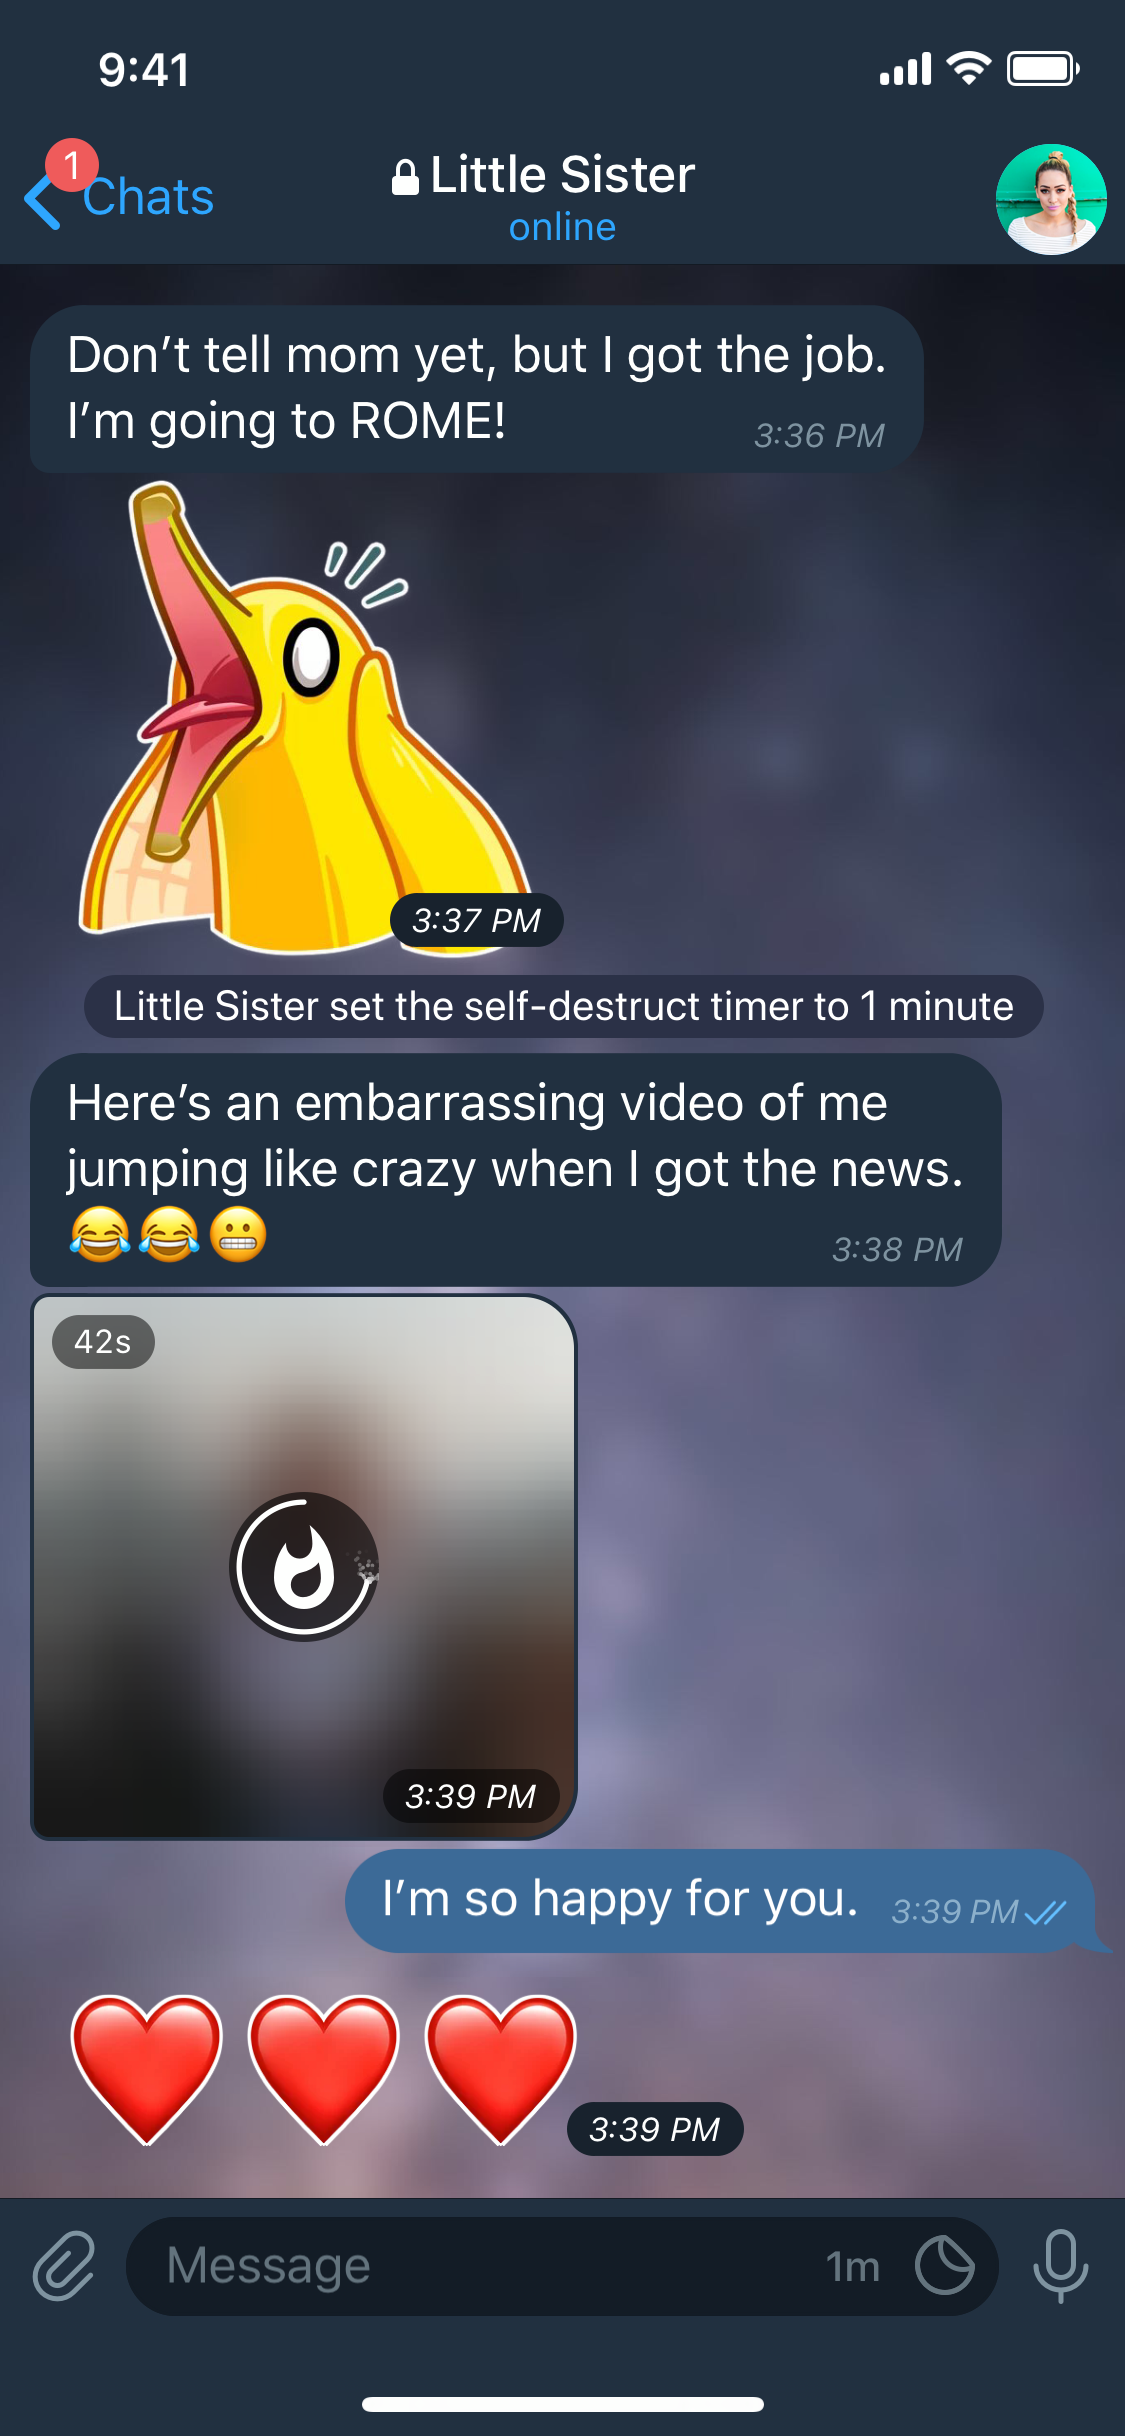 9:41
1
Chats
Little Sister
online
Don’t tell mom yet, but I got the job.
I’m going to ROME!
3:36 PM
3:37 PM
Little Sister set the self-destruct timer to 1 minute
Here’s an embarrassing video of me
jumping like crazy when I got the news.
😂😂😬
3:38 PM
42s
3:39 PM
I’m so happy for you.
3:39 PM
3:39 PM
Message
1m